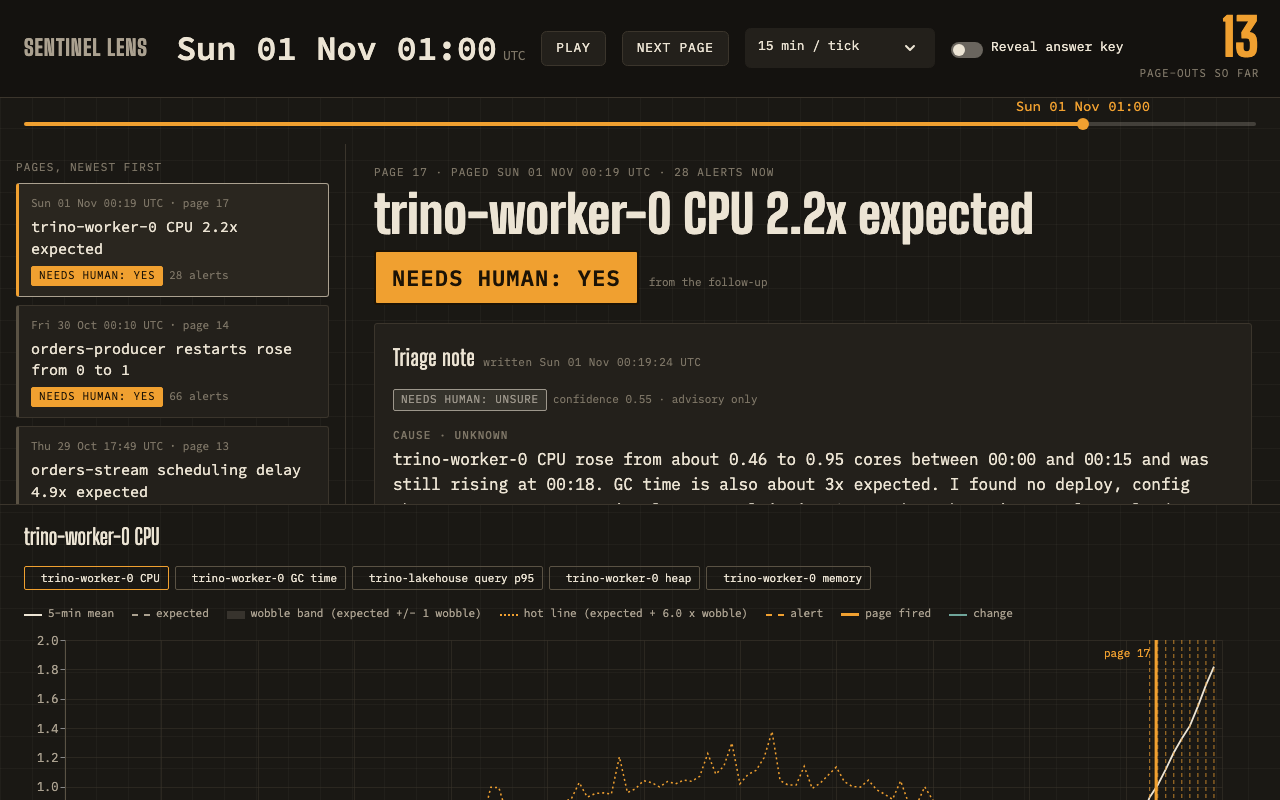 SENTINEL LENS
Sun 01 Nov 01:00 UTC
PLAY
NEXT PAGE
15 min / tick
Reveal answer key
13
PAGE-OUTS SO FAR
Sun 01 Nov 01:00
PAGES, NEWEST FIRST
Sun 01 Nov 00:19 UTC · page 17
trino-worker-0 CPU 2.2x
expected
NEEDS HUMAN: YES 28 alerts
Fri 30 Oct 00:10 UTC · page 14
orders-producer restarts rose
from 0 to 1
NEEDS HUMAN: YES 66 alerts
Thu 29 Oct 17:49 UTC · page 13
orders-stream scheduling delay
4.9x expected
PAGE 17 · PAGED SUN 01 NOV 00:19 UTC · 28 ALERTS NOW
trino-worker-0 CPU 2.2x expected
NEEDS HUMAN: YES from the follow-up
Triage note written Sun 01 Nov 00:19:24 UTC
NEEDS HUMAN: UNSURE confidence 0.55 · advisory only
CAUSE · UNKNOWN
trino-worker-0 CPU rose from about 0.46 to 0.95 cores between 00:00 and 00:15 and was
still rising at 00:18. GC time is also about 3x expected. I found no deploy, config
trino-worker-0 CPU
trino-worker-0 CPU
trino-worker-0 GC time
trino-lakehouse query p95
trino-worker-0 heap
trino-worker-0 memory
5-min mean
expected
wobble band (expected +/- 1 wobble)
hot line (expected + 6.0 x wobble)
alert
page fired
change
page 17
2.0
1.8
1.6
1.4
1.2
1.0